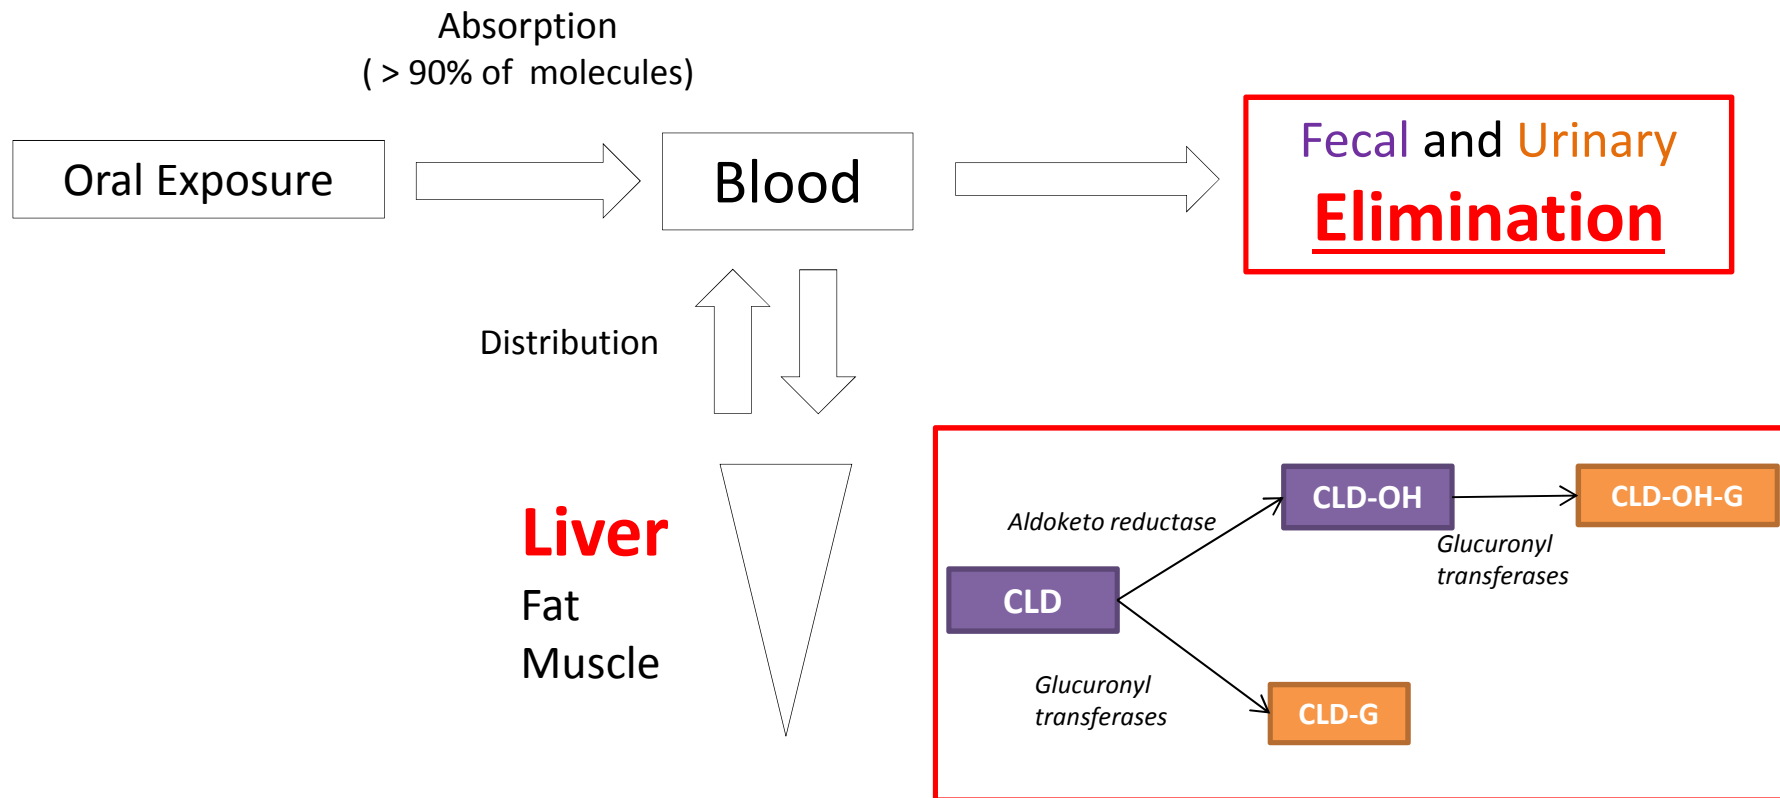 Absorption
( > 90% of molecules)
Oral Exposure
Blood
Fecal and Urinary
Elimination
Distribution
Liver
Fat
Muscle
CLD-OH
CLD-OH-G
Aldoketo reductase
Glucuronyl
transferases
CLD
Glucuronyl
transferases
CLD-G